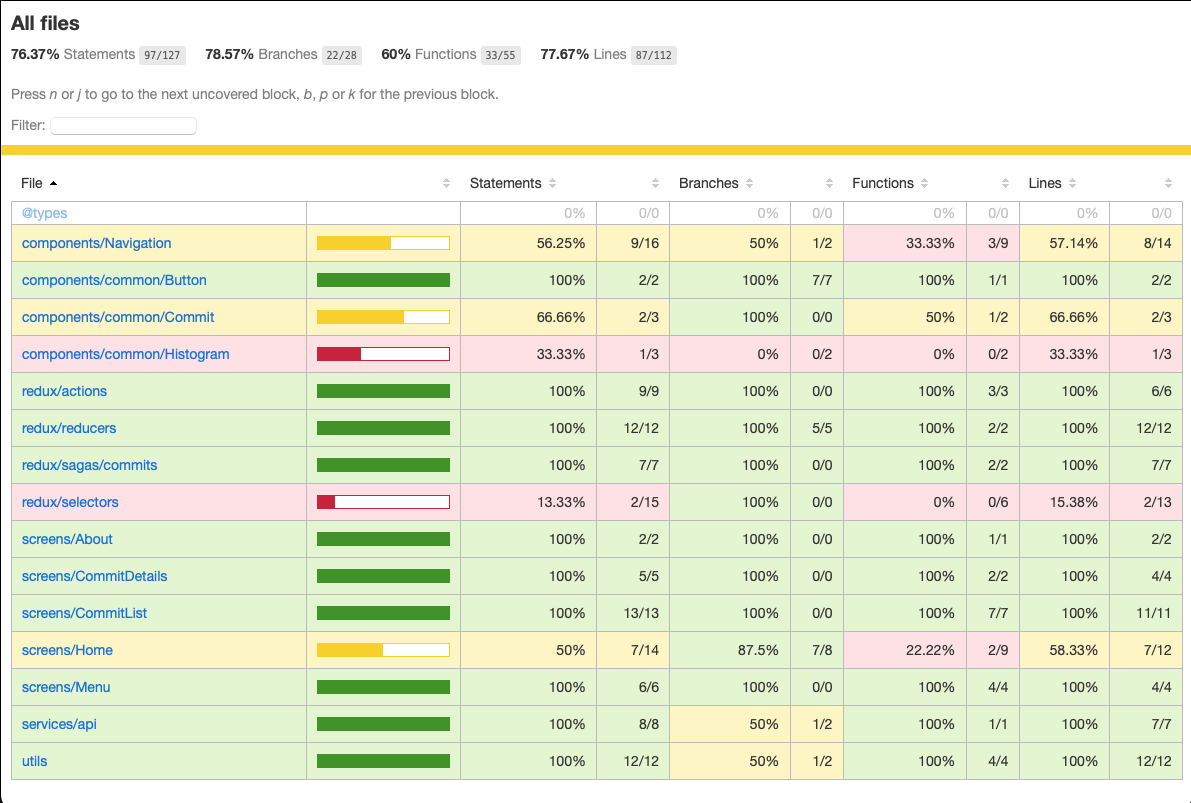 All files
76.37% Statements 97/127 78.57% Branches 22/28 60% Functions 33/55 77.67% Lines 87/112
Press n or j to go to the next uncovered block, b, p or k for the previous block.
Filter:
File Statements Branches Functions Lines
@types 0% 0/0 0% 0/0 0% 0/0 0% 0/0
components/Navigation 56.25% 9/16 50% 1/2 33.33% 3/9 57.14% 8/14
components/common/Button 100% 2/2 100% 7/7 100% 1/1 100% 2/2
components/common/Commit 66.66% 2/3 100% 0/0 50% 1/2 66.66% 2/3
components/common/Histogram 33.33% 1/3 0% 0/2 0% 0/2 33.33% 1/3
redux/actions 100% 9/9 100% 0/0 100% 3/3 100% 6/6
redux/reducers 100% 12/12 100% 5/5 100% 2/2 100% 12/12
redux/sagas/commits 100% 7/7 100% 0/0 100% 2/2 100% 7/7
redux/selectors 13.33% 2/15 100% 0/0 0% 0/6 15.38% 2/13
screens/About 100% 2/2 100% 0/0 100% 1/1 100% 2/2
screens/CommitDetails 100% 5/5 100% 0/0 100% 2/2 100% 4/4
screens/CommitList 100% 13/13 100% 0/0 100% 7/7 100% 11/11
screens/Home 50% 7/14 87.5% 7/8 22.22% 2/9 58.33% 7/12
screens/Menu 100% 6/6 100% 0/0 100% 4/4 100% 4/4
services/api 100% 8/8 50% 1/2 100% 1/1 100% 7/7
utils 100% 12/12 50% 1/2 100% 4/4 100% 12/12